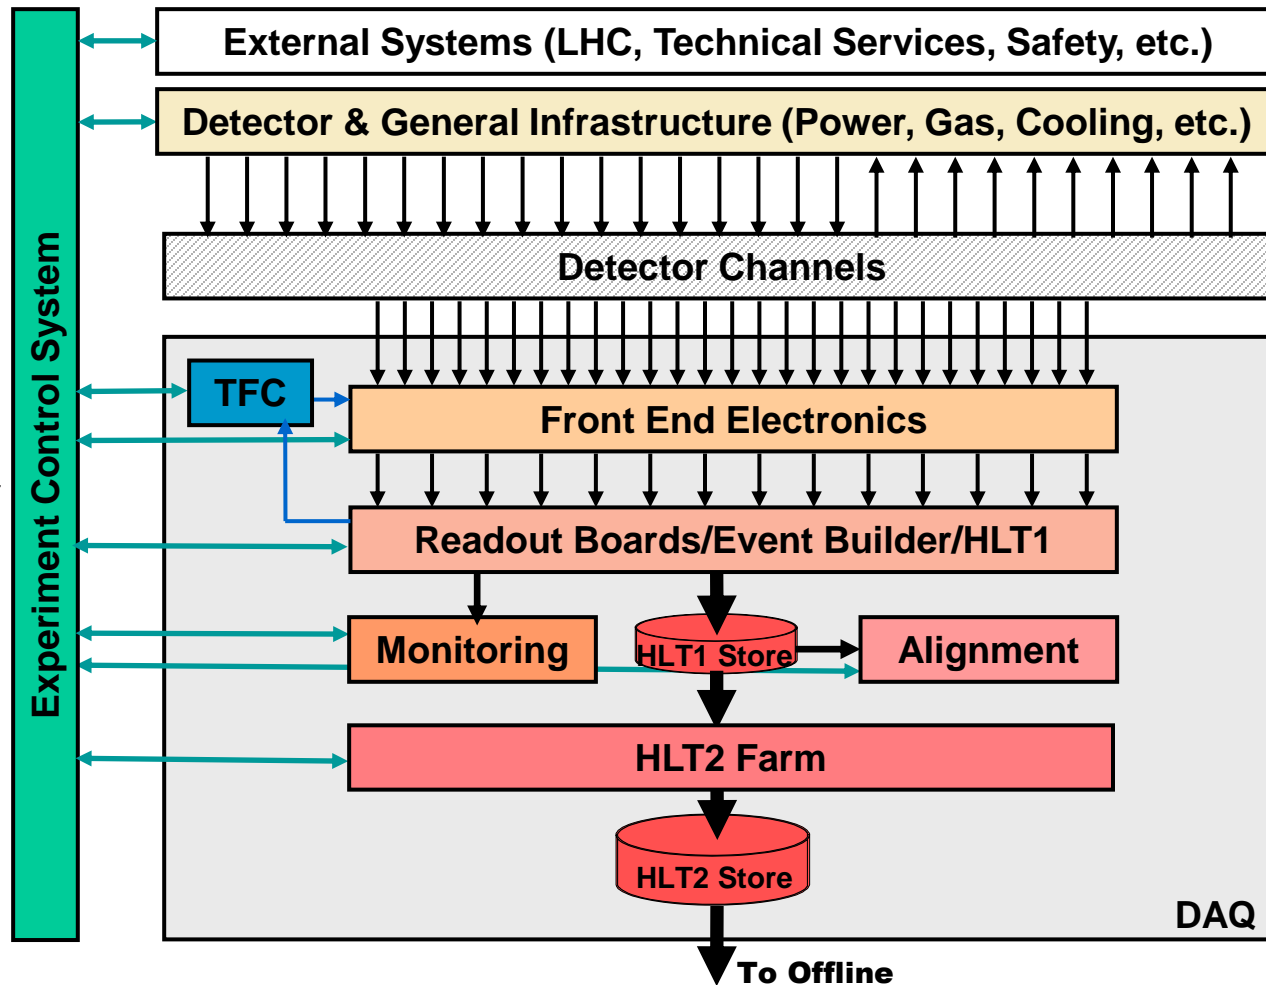 External Systems (LHC, Technical Services, Safety, etc.)
Detector & General Infrastructure (Power, Gas, Cooling, etc.)
Experiment Control System
Detector Channels
TFC
Front End Electronics
Readout Boards/Event Builder/HLT1
Monitoring
HLT1 Store
Alignment
HLT2 Farm
HLT2 Store
DAQ
To Offline